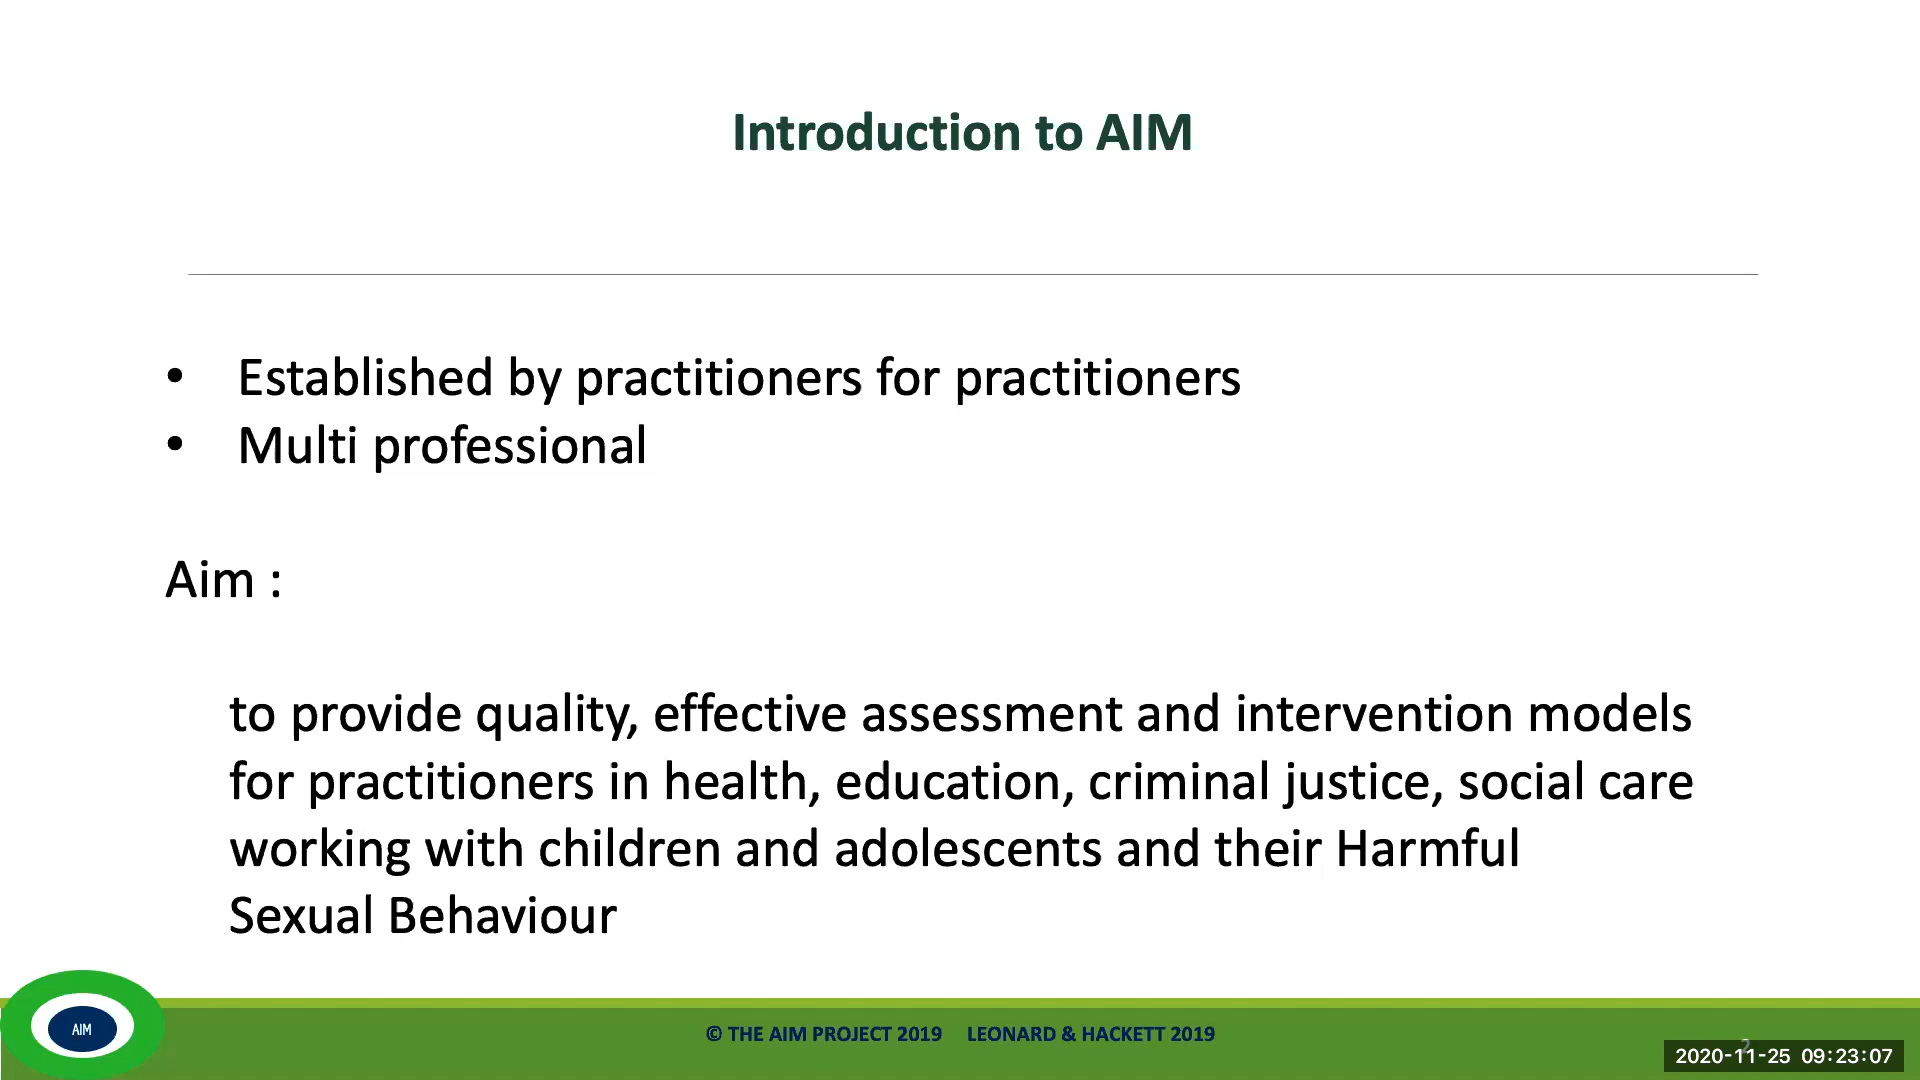 Introduction to AIM
• Established by practitioners for practitioners
• Multi professional
Aim :
to provide quality, effective assessment and intervention models
for practitioners in health, education, criminal justice, social care
working with children and adolescents and their Harmful
Sexual Behaviour
AIM
© THE AIM PROJECT 2019 LEONARD & HACKETT 2019
2
2020-11-25 09:23:07